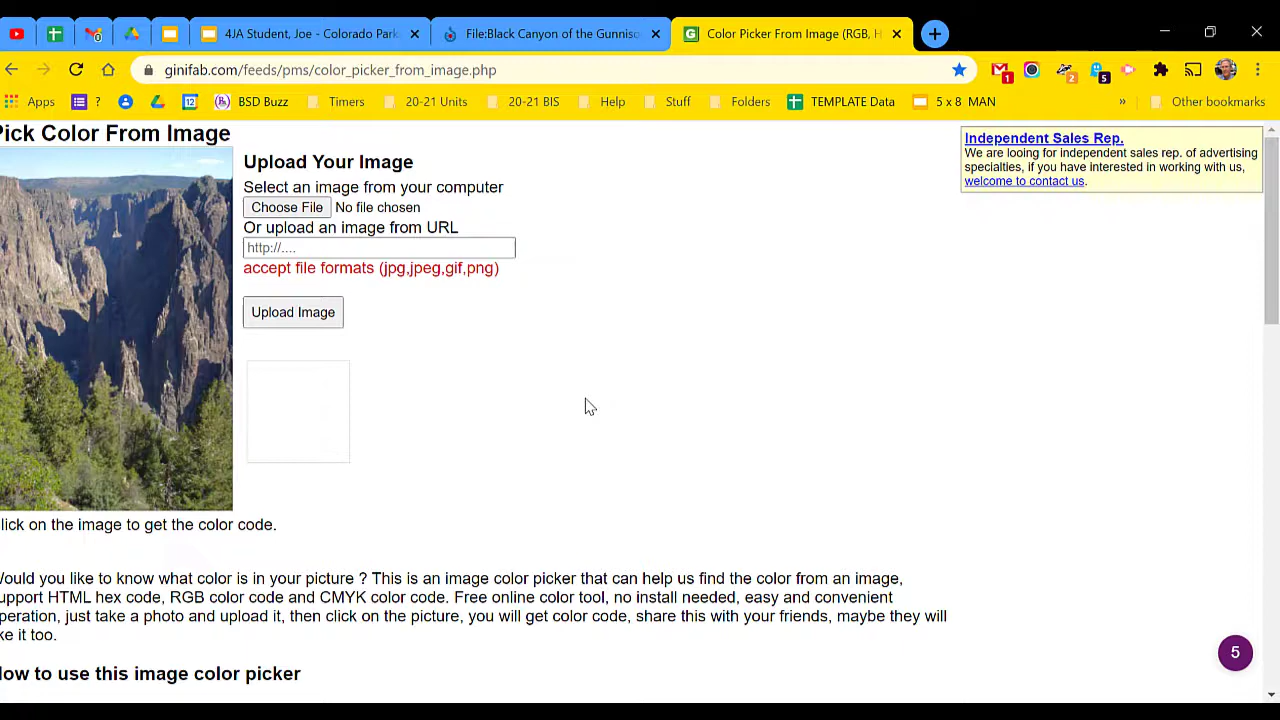 4JA Student, Joe - Colorado Park
File:Black Canyon of the Gunniso
Color Picker From Image (RGB, H
ginifab.com/feeds/pms/color_picker_from_image.php
1
2
5
Apps
?
12
BSD Buzz
Timers
20-21 Units
20-21 BIS
Help
Stuff
Folders
TEMPLATE Data
5 x 8 MAN
»
Other bookmarks
Pick Color From Image
Upload Your Image
Select an image from your computer
Choose File No file chosen
Or upload an image from URL
http://....
accept file formats (jpg,jpeg,gif,png)
Upload Image
Independent Sales Rep.
We are looing for independent sales rep. of advertising
specialties, if you have interested in working with us,
welcome to contact us.
lick on the image to get the color code.
Would you like to know what color is in your picture ? This is an image color picker that can help us find the color from an image,
upport HTML hex code, RGB color code and CMYK color code. Free online color tool, no install needed, easy and convenient
peration, just take a photo and upload it, then click on the picture, you will get color code, share this with your friends, maybe they will
ke it too.
How to use this image color picker
5